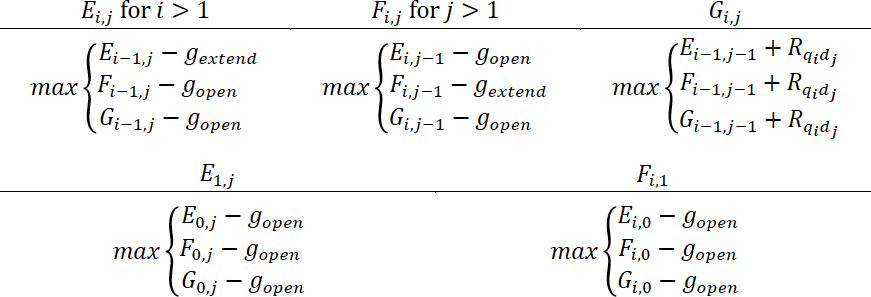 E_{i,j} for i > 1 F_{i,j} for j > 1 G_{i,j}
max { E_{i−1,j} − g_{extend} max { E_{i,j−1} − g_{open} max { E_{i−1,j−1} + R_{q_i d_j}
F_{i−1,j} − g_{open} F_{i,j−1} − g_{extend} F_{i−1,j−1} + R_{q_i d_j}
G_{i−1,j} − g_{open} G_{i,j−1} − g_{open} G_{i−1,j−1} + R_{q_i d_j}
E_{1,j} F_{i,1}
max { E_{0,j} − g_{open} max { E_{i,0} − g_{open}
F_{0,j} − g_{open} F_{i,0} − g_{open}
G_{0,j} − g_{open} G_{i,0} − g_{open}